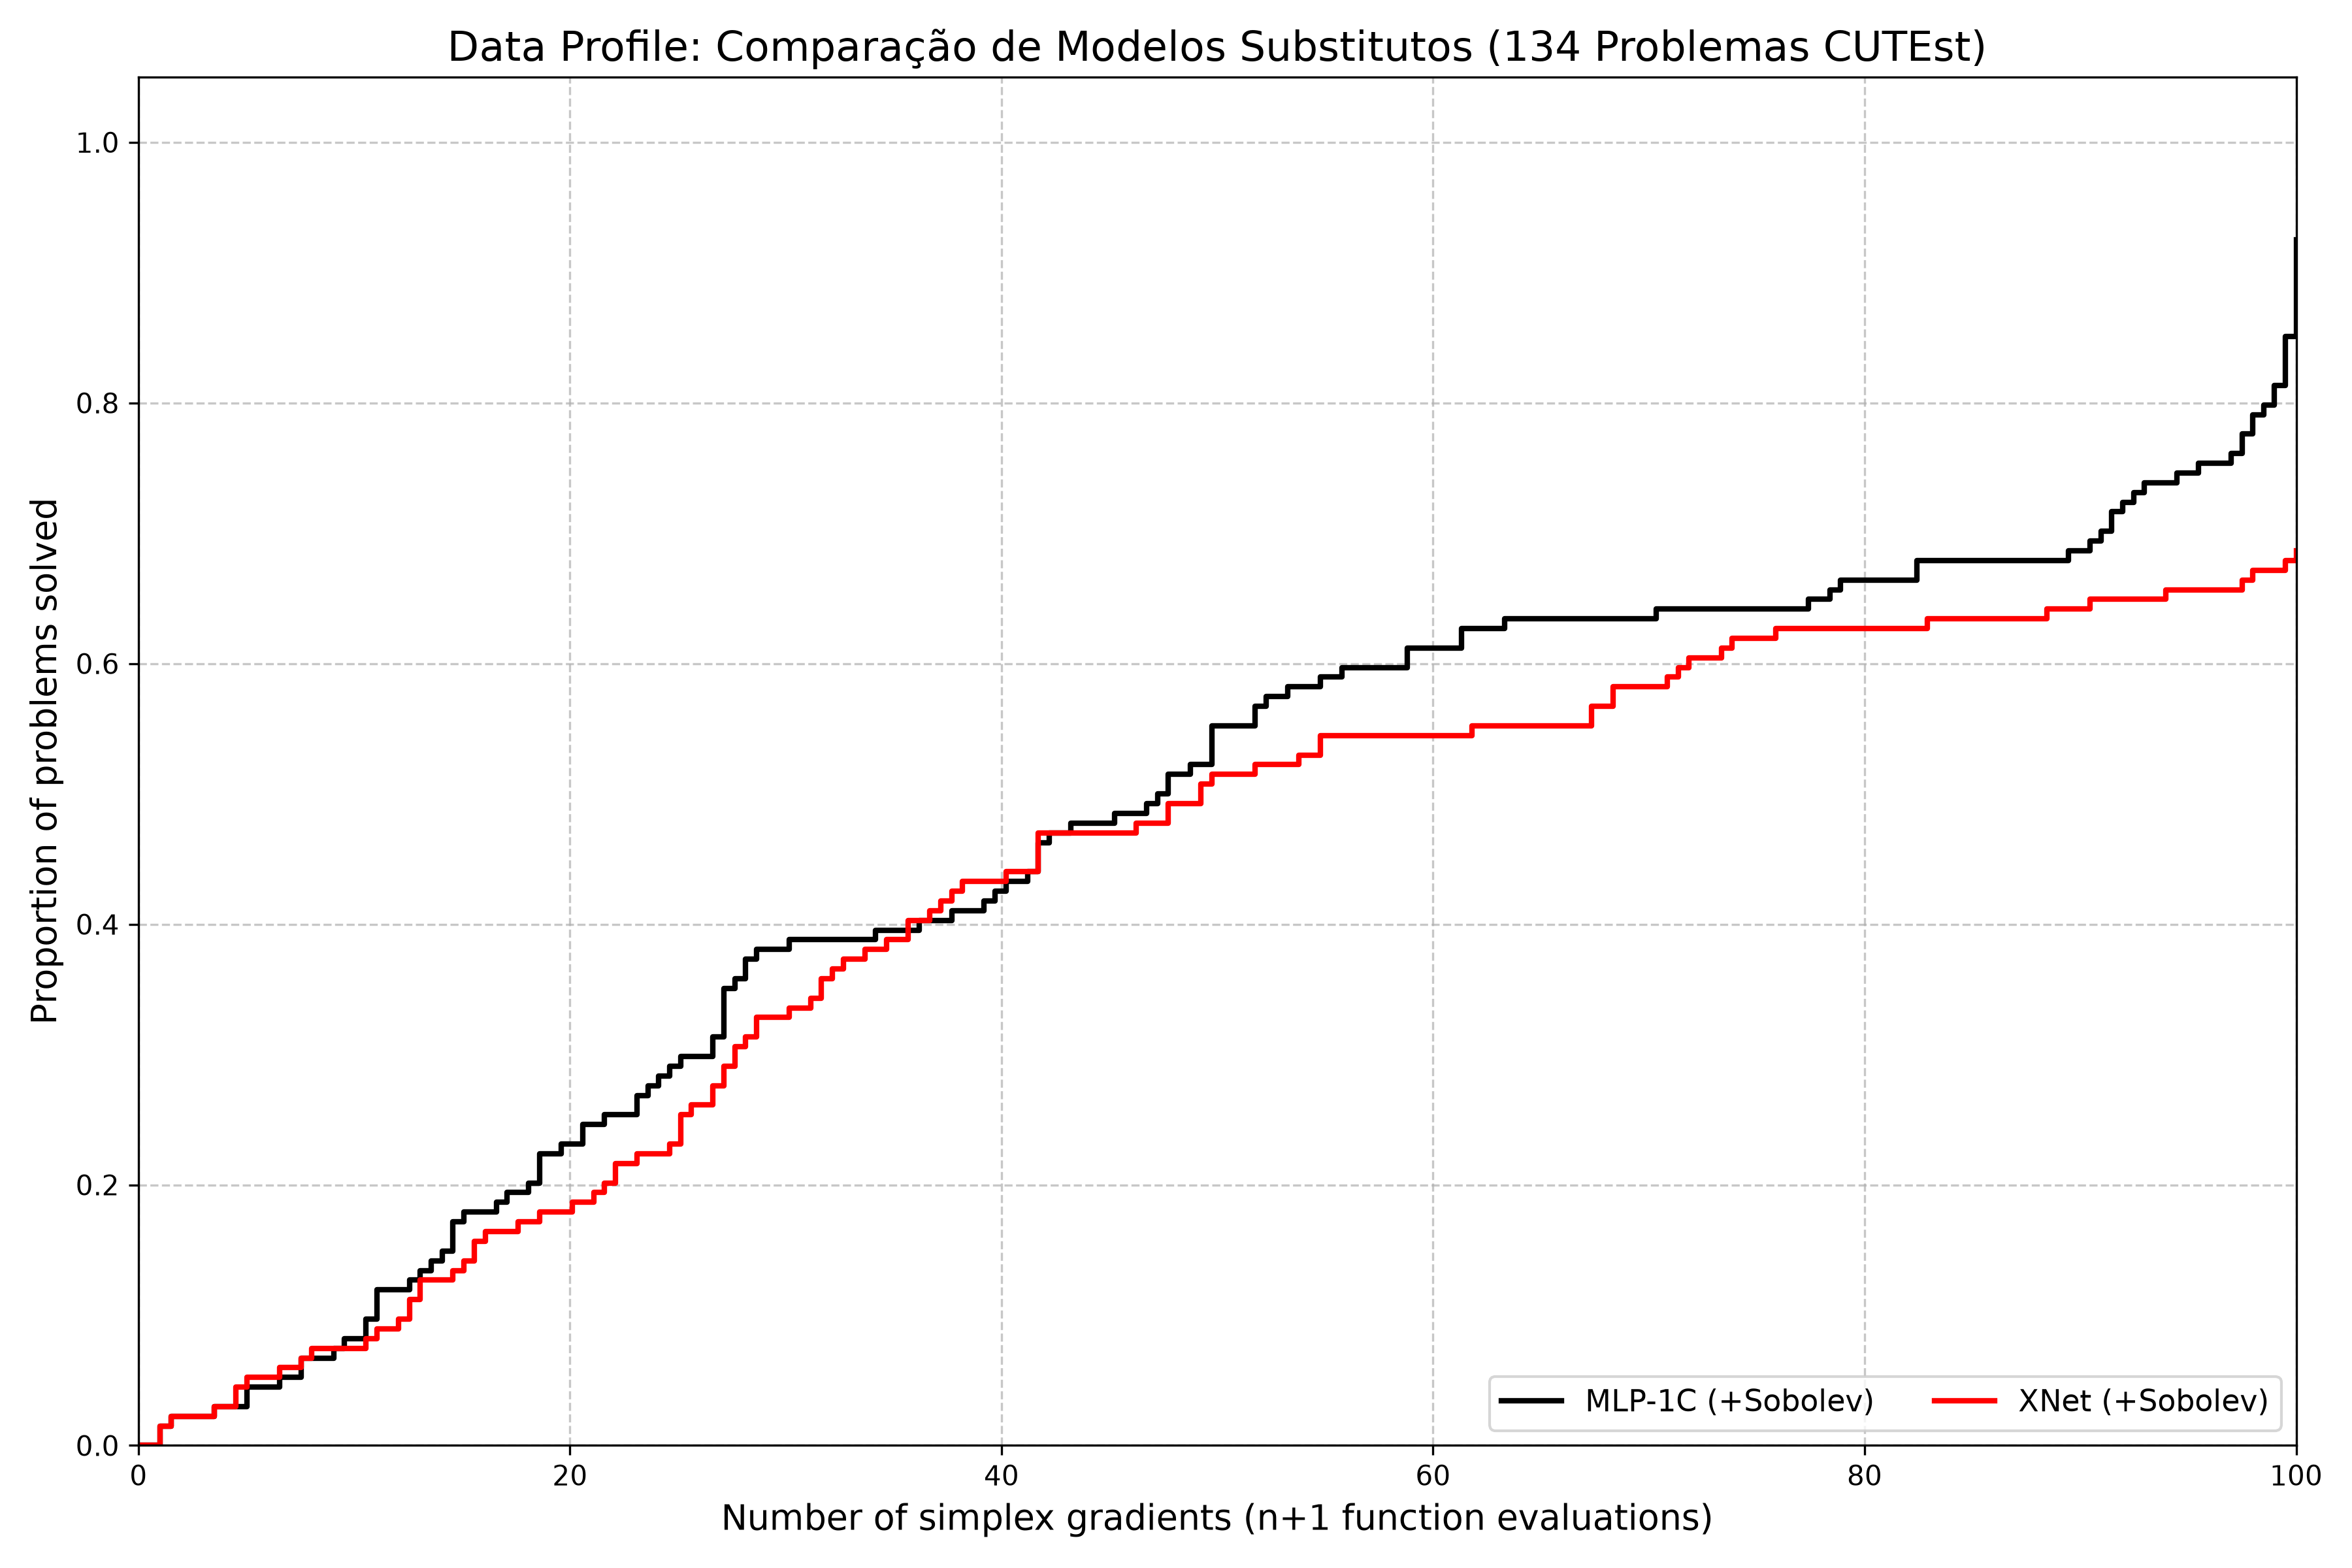 Data Profile: Comparação de Modelos Substitutos (134 Problemas CUTEst)
Proportion of problems solved
1.0
0.8
0.6
0.4
0.2
0.0
0 20 40 60 80 100
Number of simplex gradients (n+1 function evaluations)
MLP-1C (+Sobolev) XNet (+Sobolev)